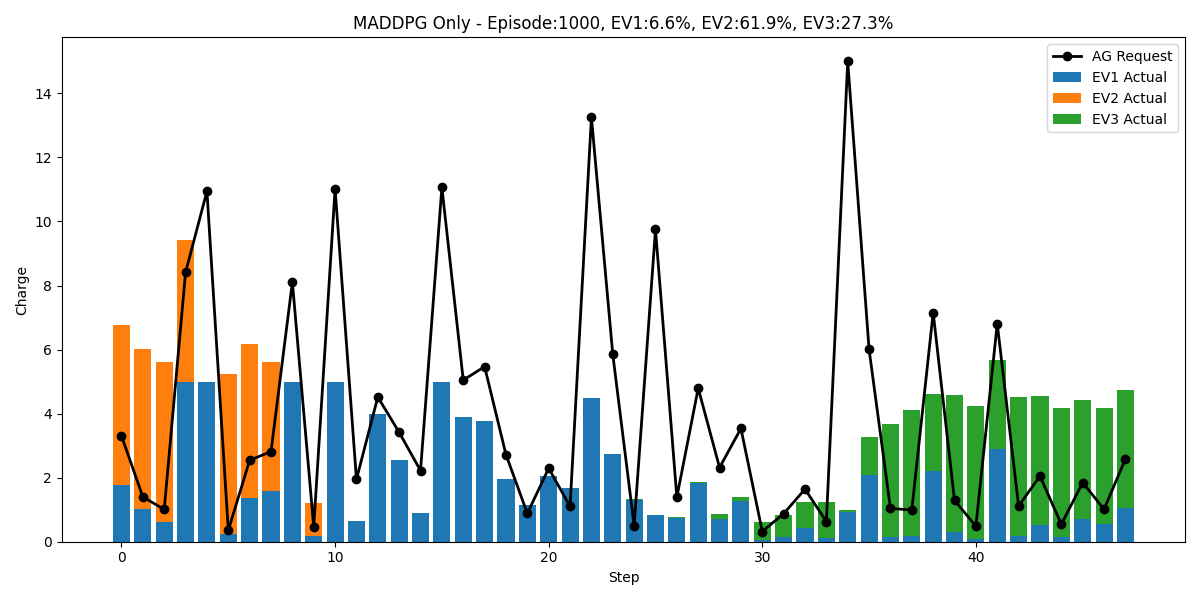 MADDPG Only - Episode:1000, EV1:6.6%, EV2:61.9%, EV3:27.3%
AG Request
EV1 Actual
EV2 Actual
EV3 Actual
Charge
14
12
10
8
6
4
2
0
0 10 20 30 40
Step